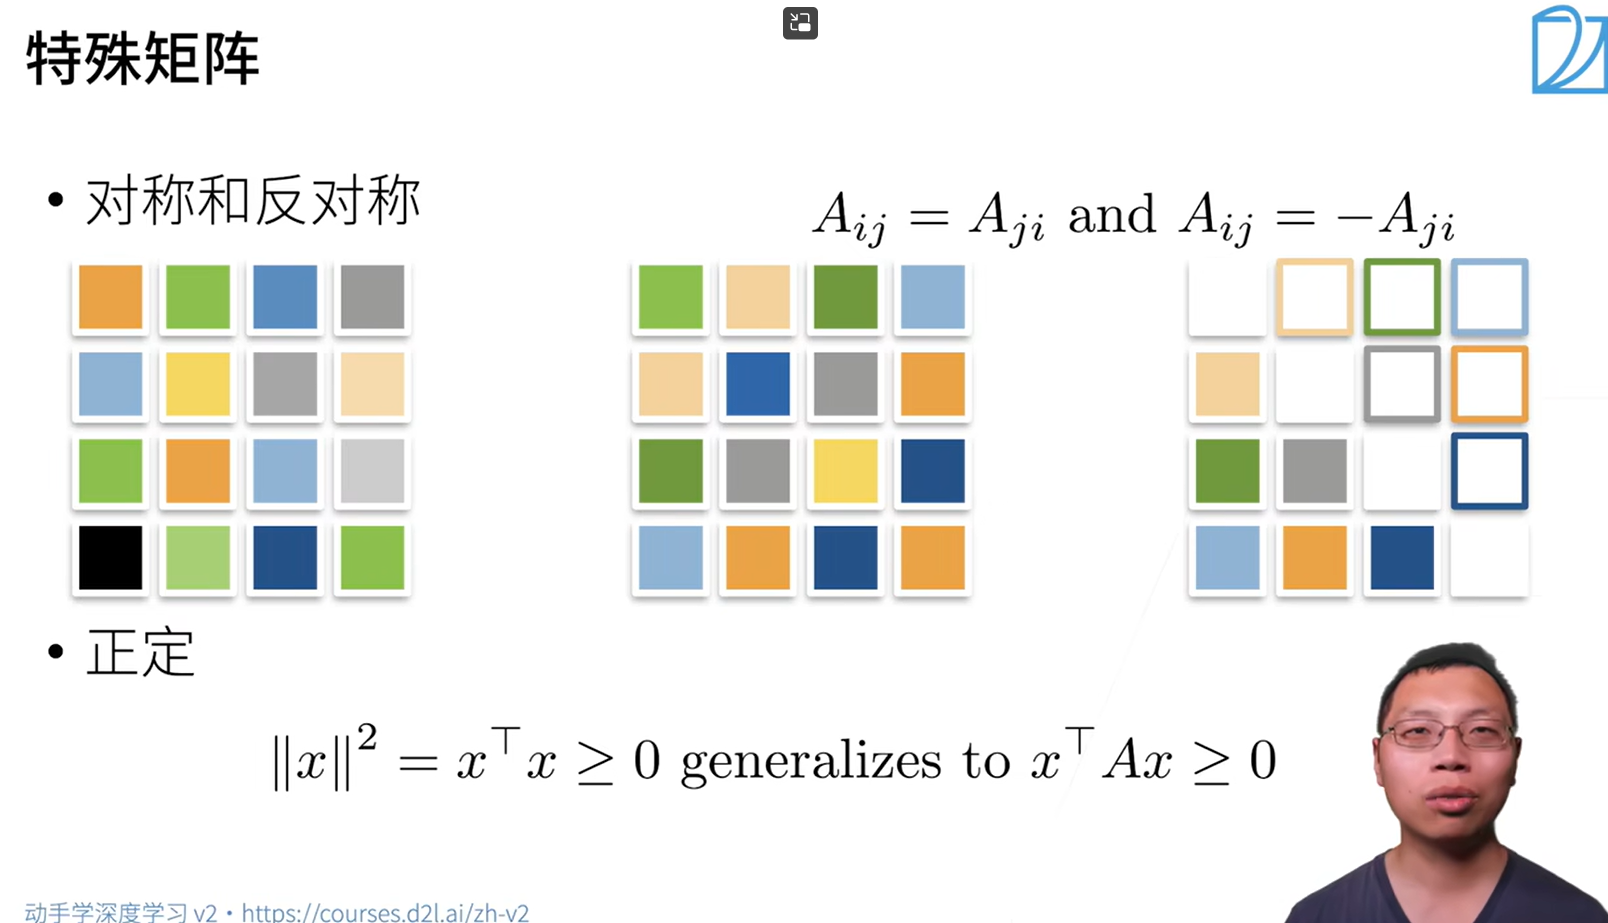 特殊矩阵
• 对称和反对称
$A_{ij} = A_{ji}$ and $A_{ij} = -A_{ji}$
• 正定
$\|x\|^2 = x^\top x \geq 0$ generalizes to $x^\top A x \geq 0$
动手学深度学习 v2 • https://courses.d2l.ai/zh-v2